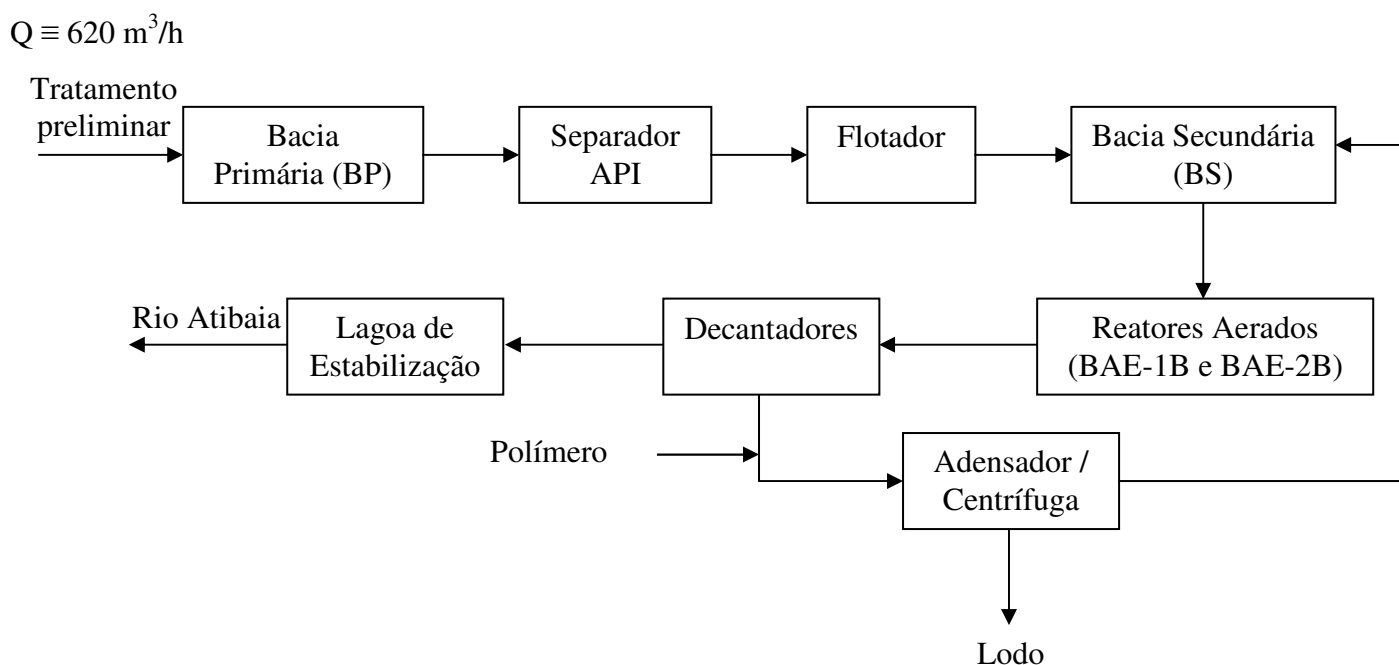 Q ≡ 620 m³/h
Tratamento
preliminar
Bacia
Primária (BP)
Separador
API
Flotador
Bacia Secundária
(BS)
Rio Atibaia
Lagoa de
Estabilização
Decantadores
Reatores Aerados
(BAE-1B e BAE-2B)
Polímero
Adensador /
Centrífuga
Lodo